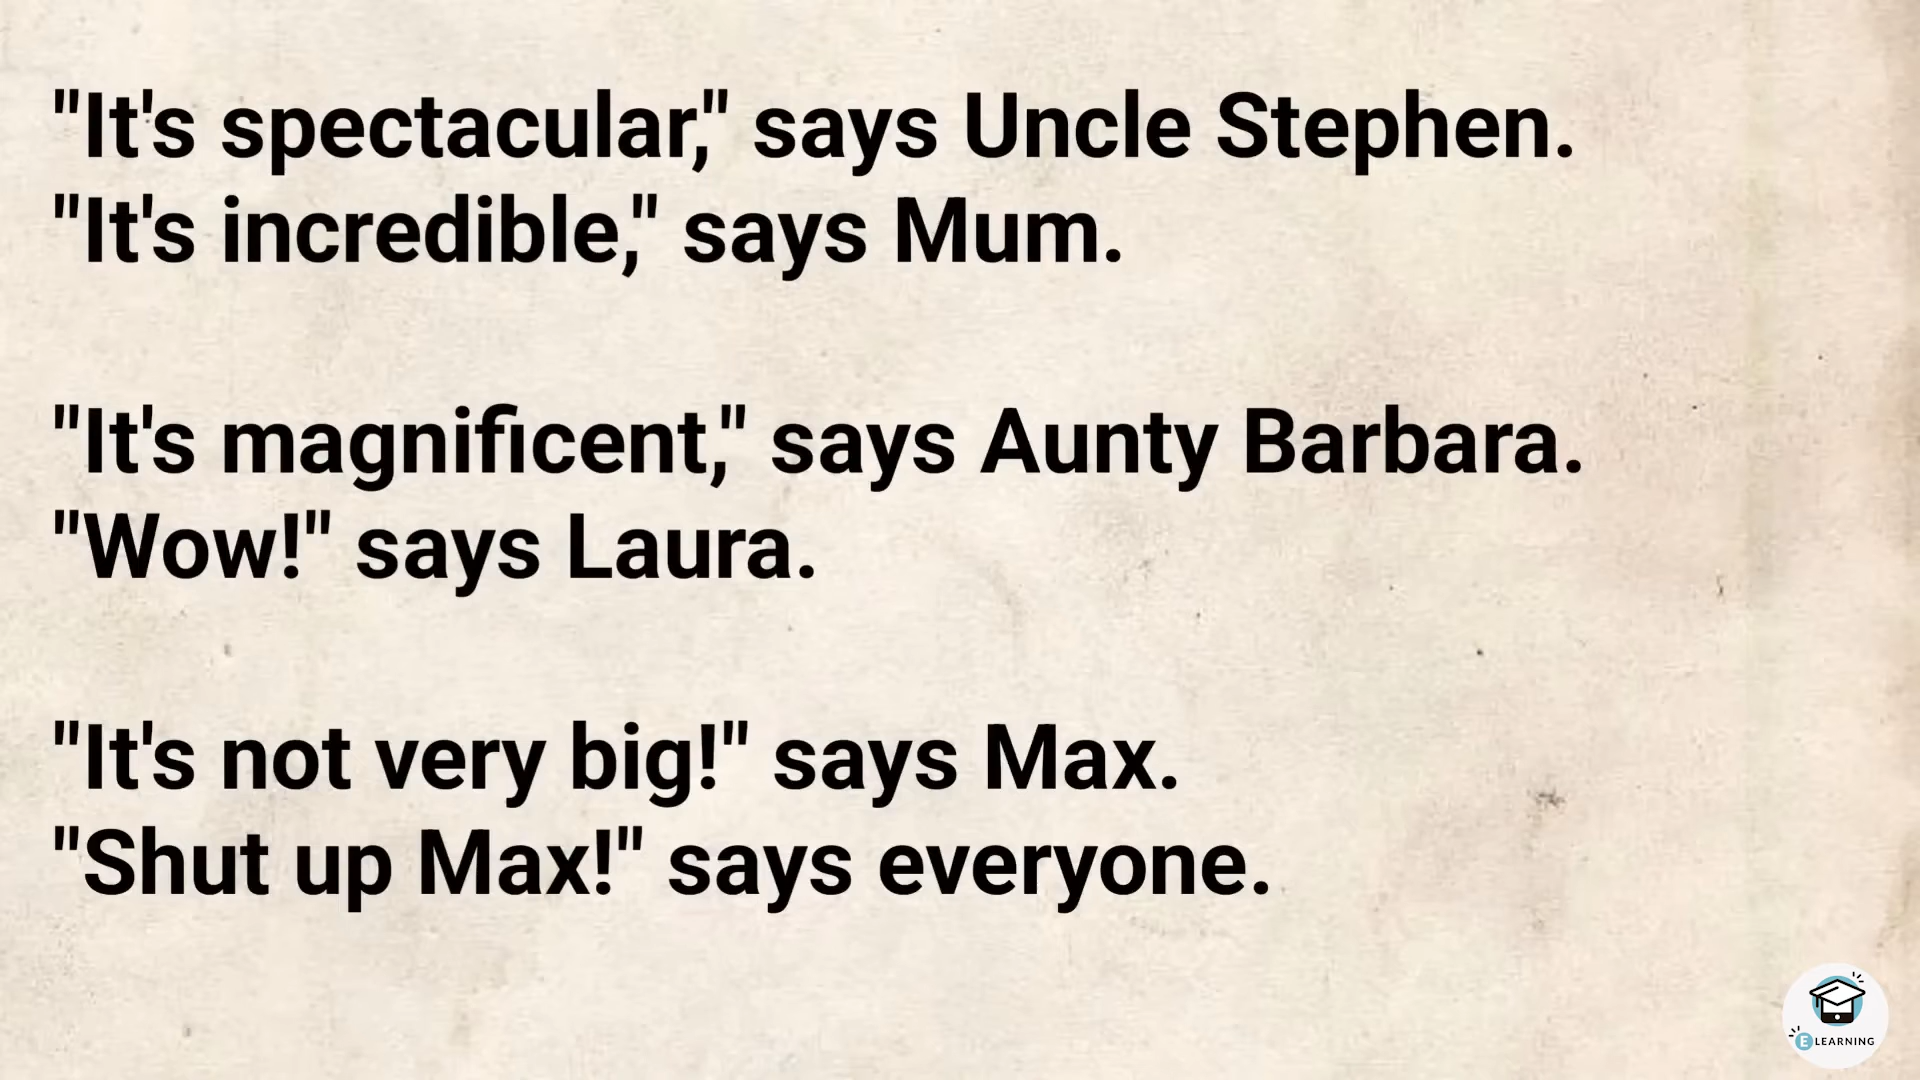 "It's spectacular," says Uncle Stephen.
"It's incredible," says Mum.
"It's magnificent," says Aunty Barbara.
"Wow!" says Laura.
"It's not very big!" says Max.
"Shut up Max!" says everyone.
E LEARNING